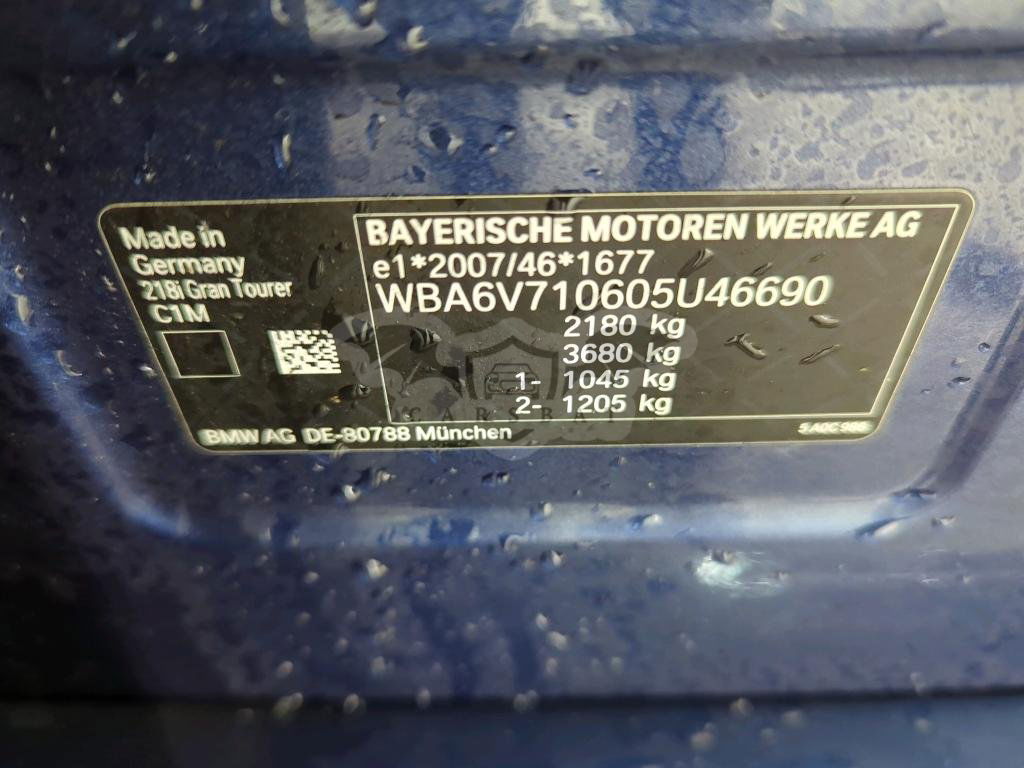 Made in
Germany
218i Gran Tourer
C1M
BAYERISCHE MOTOREN WERKE AG
e1*2007/46*1677
WBA6V710605U46690
2180 kg
3680 kg
1- 1045 kg
2- 1205 kg
CARSBAT
BMW AG DE-80788 München